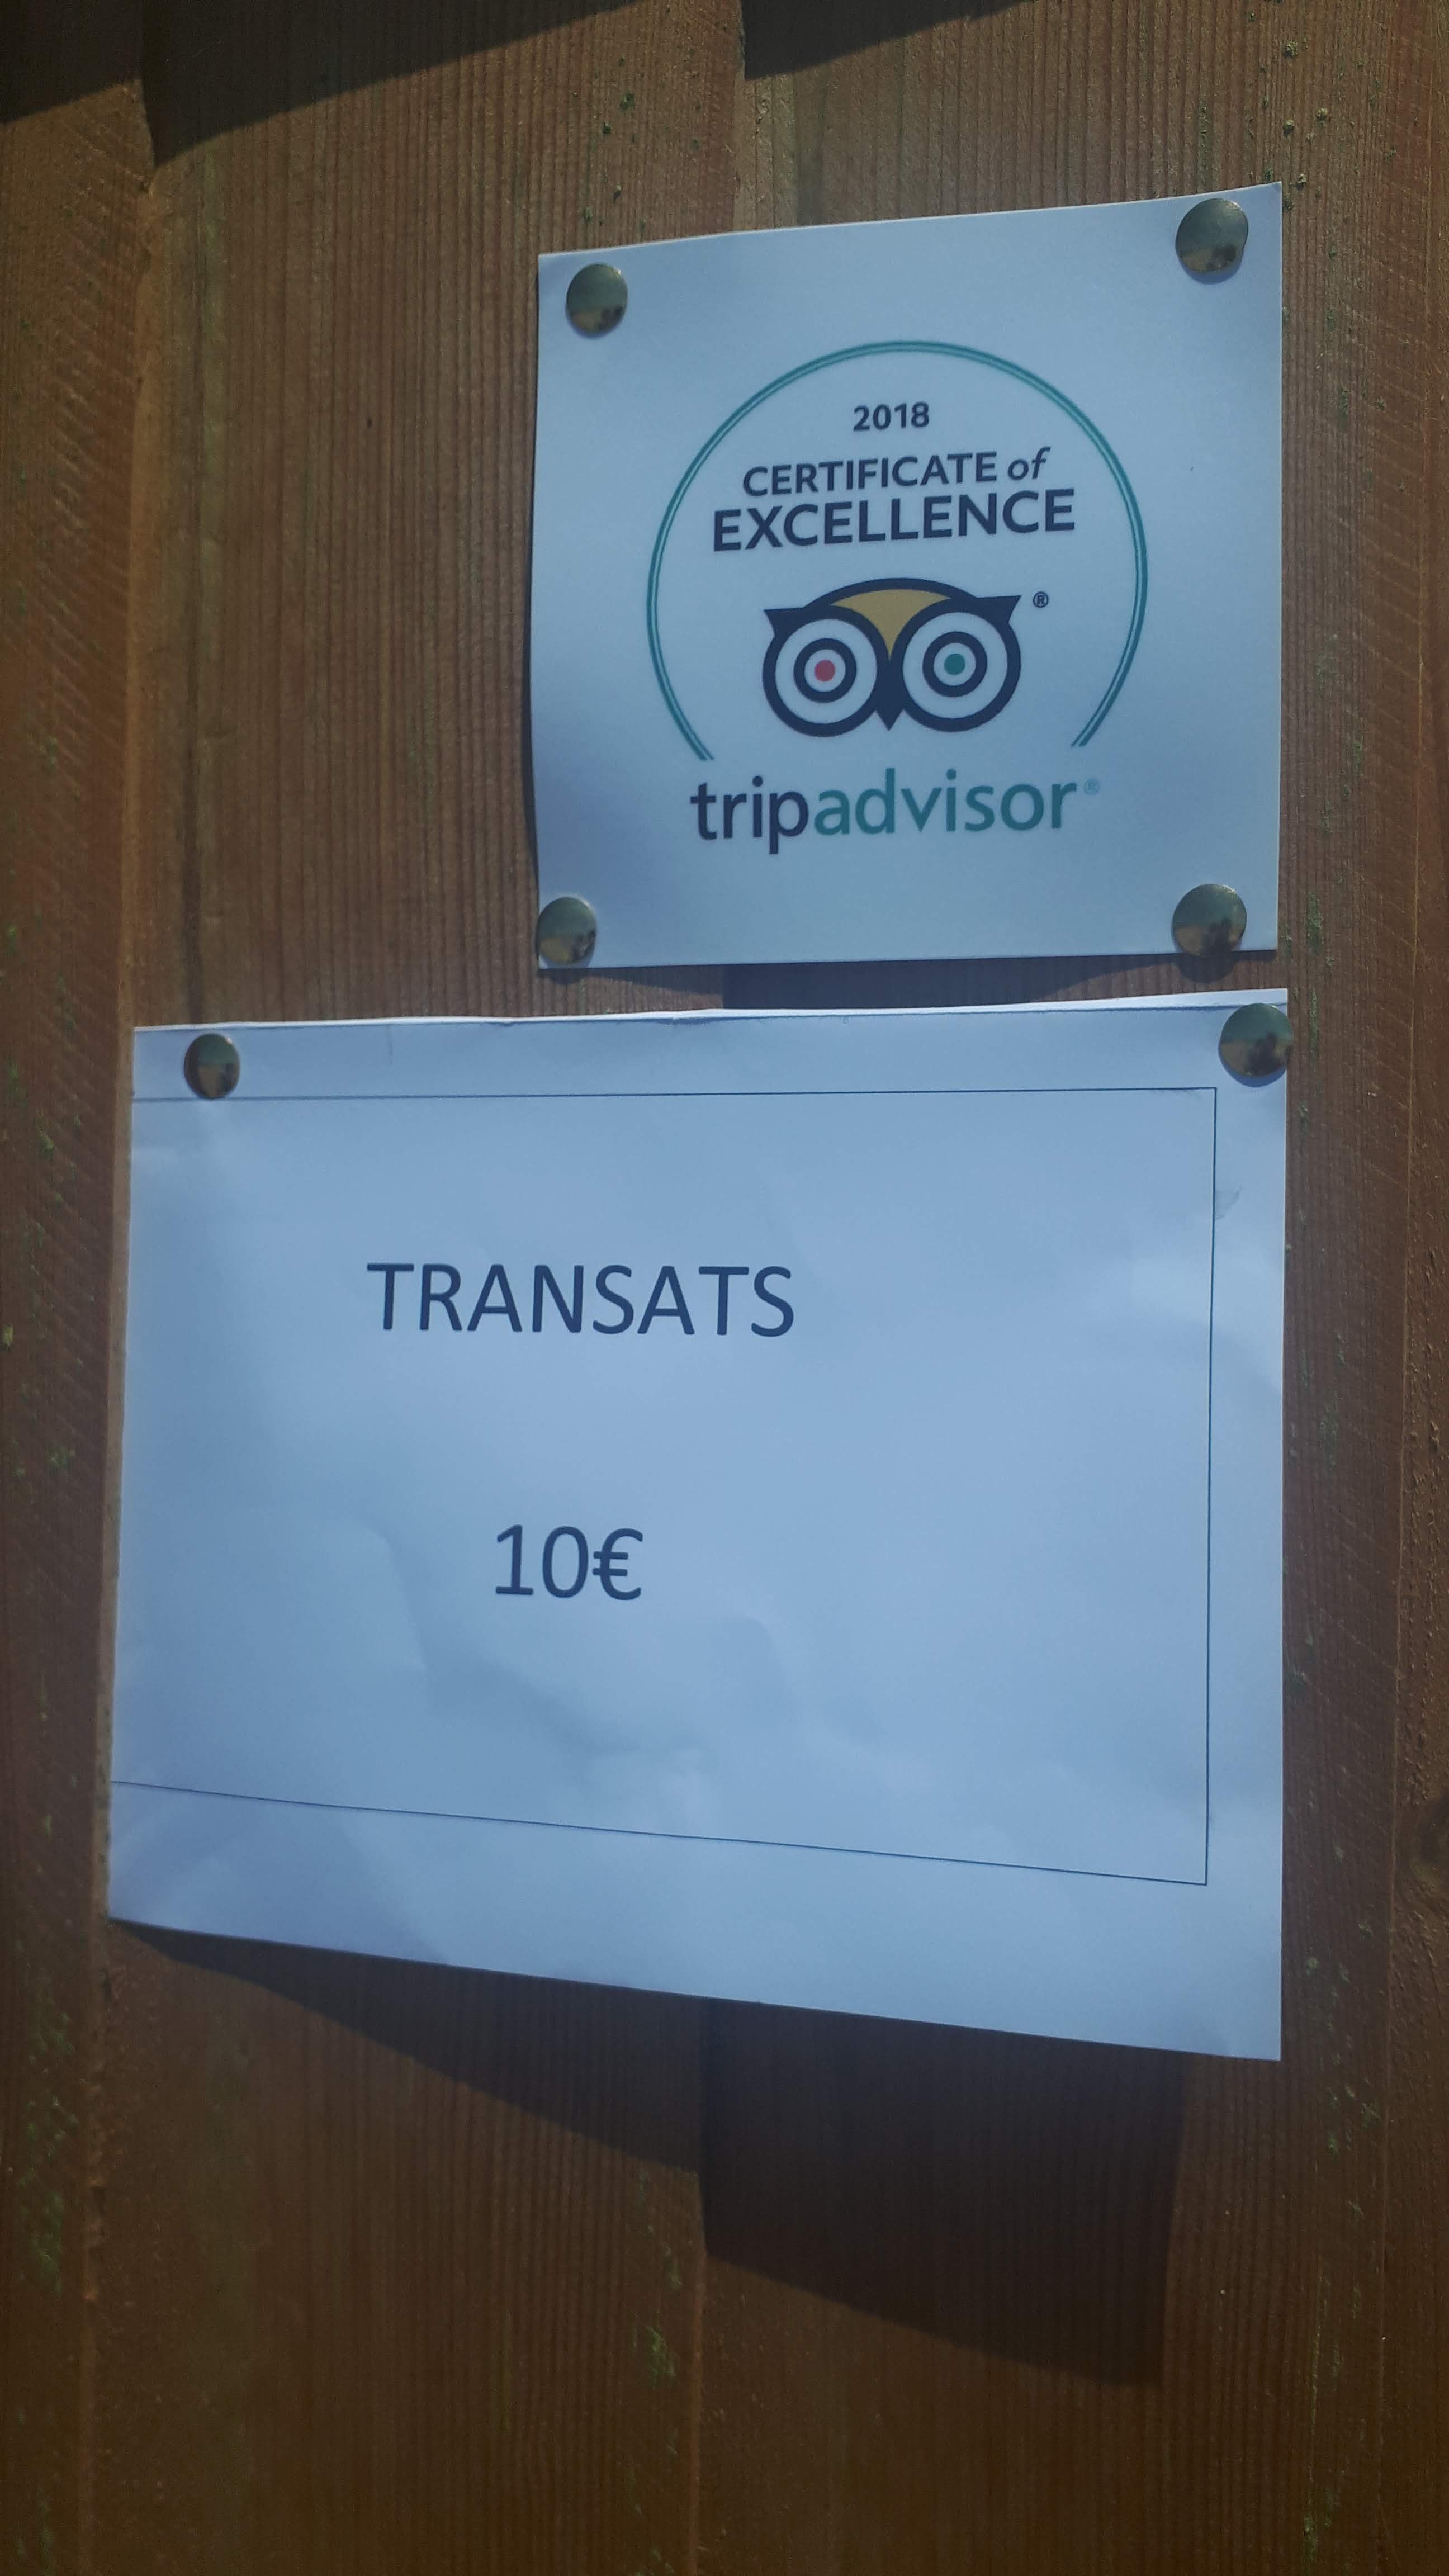 2018
CERTIFICATE of
EXCELLENCE
®
tripadvisor®
TRANSATS
10€